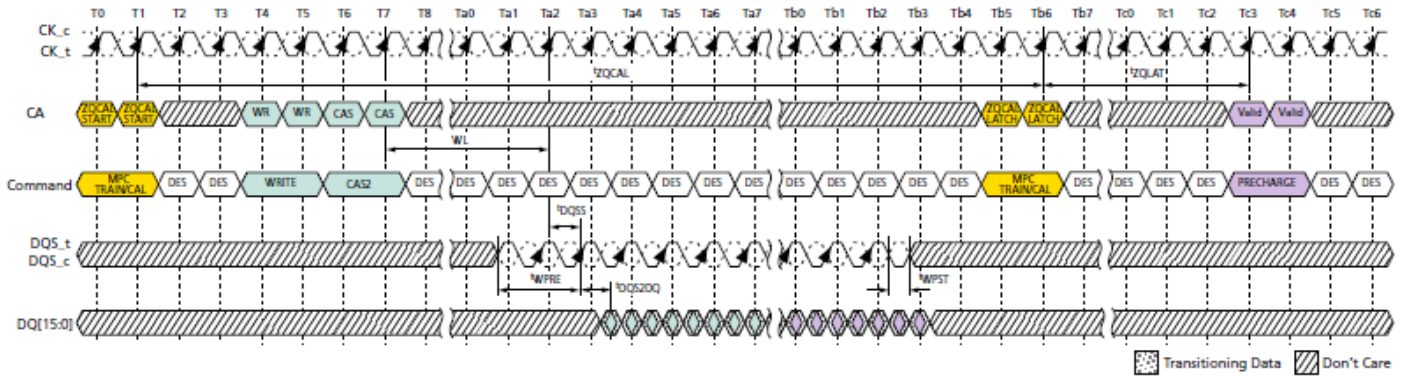 T0 T1 T2 T3 T4 T5 T6 T7 T8 Ta0 Ta1 Ta2 Ta3 Ta4 Ta5 Ta6 Ta7 Tb0 Tb1 Tb2 Tb3 Tb4 Tb5 Tb6 Tb7 Tc0 Tc1 Tc2 Tc3 Tc4 Tc5 Tc6
CK_c
CK_t
tZQCAL tZQLAT
CA ZQCAL START ZQCAL START WR WR CAS CAS ZQCAL LATCH ZQCAL LATCH Valid Valid
WL
Command MPC TRAIN/CAL DES DES WRITE CAS2 DES DES DES DES DES DES DES DES DES DES DES DES DES DES MPC TRAIN/CAL DES DES DES DES PRECHARGE DES DES
tDQSS
DQS_t
DQS_c
tWPRE tDQS2DQ tWPST
DQ[15:0]
Transitioning Data Don't Care